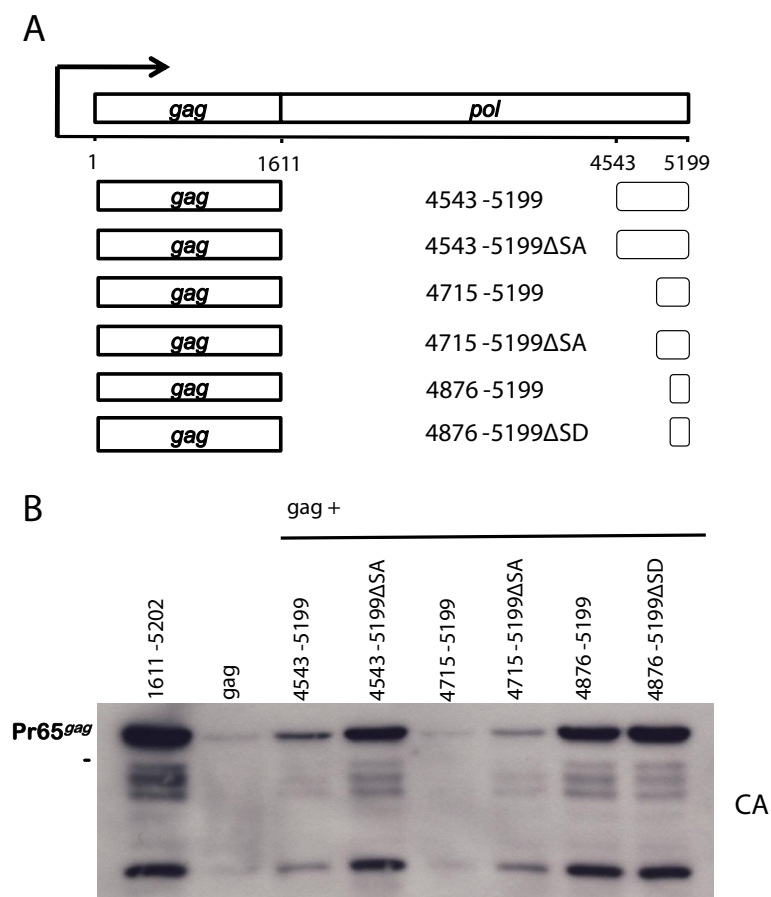 A
gag pol
1 1611 4543 5199
gag 4543 -5199
gag 4543 -5199ΔSA
gag 4715 -5199
gag 4715 -5199ΔSA
gag 4876 -5199
gag 4876 -5199ΔSD
B
gag +
1611 -5202
gag
4543 -5199
4543 -5199ΔSA
4715 -5199
4715 -5199ΔSA
4876 -5199
4876 -5199ΔSD
Pr65gag
-
CA